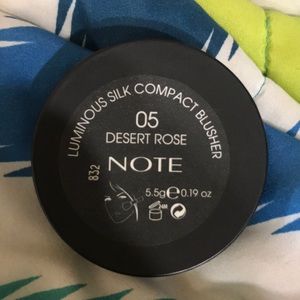 LUMINOUS SILK COMPACT BLUSHER
05
DESERT ROSE
NOTE
832
5.5g e 0.19 oz